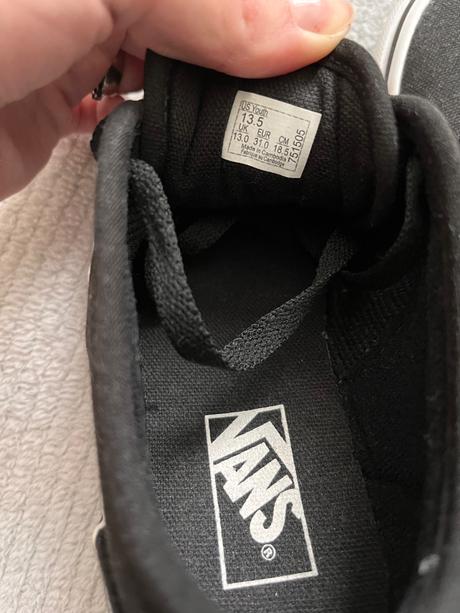 US Youth
13.5
UK EUR CM
13.0 31.0 18.5
Made in Cambodia
Fabriqué au Cambodge
751505
VANS
®